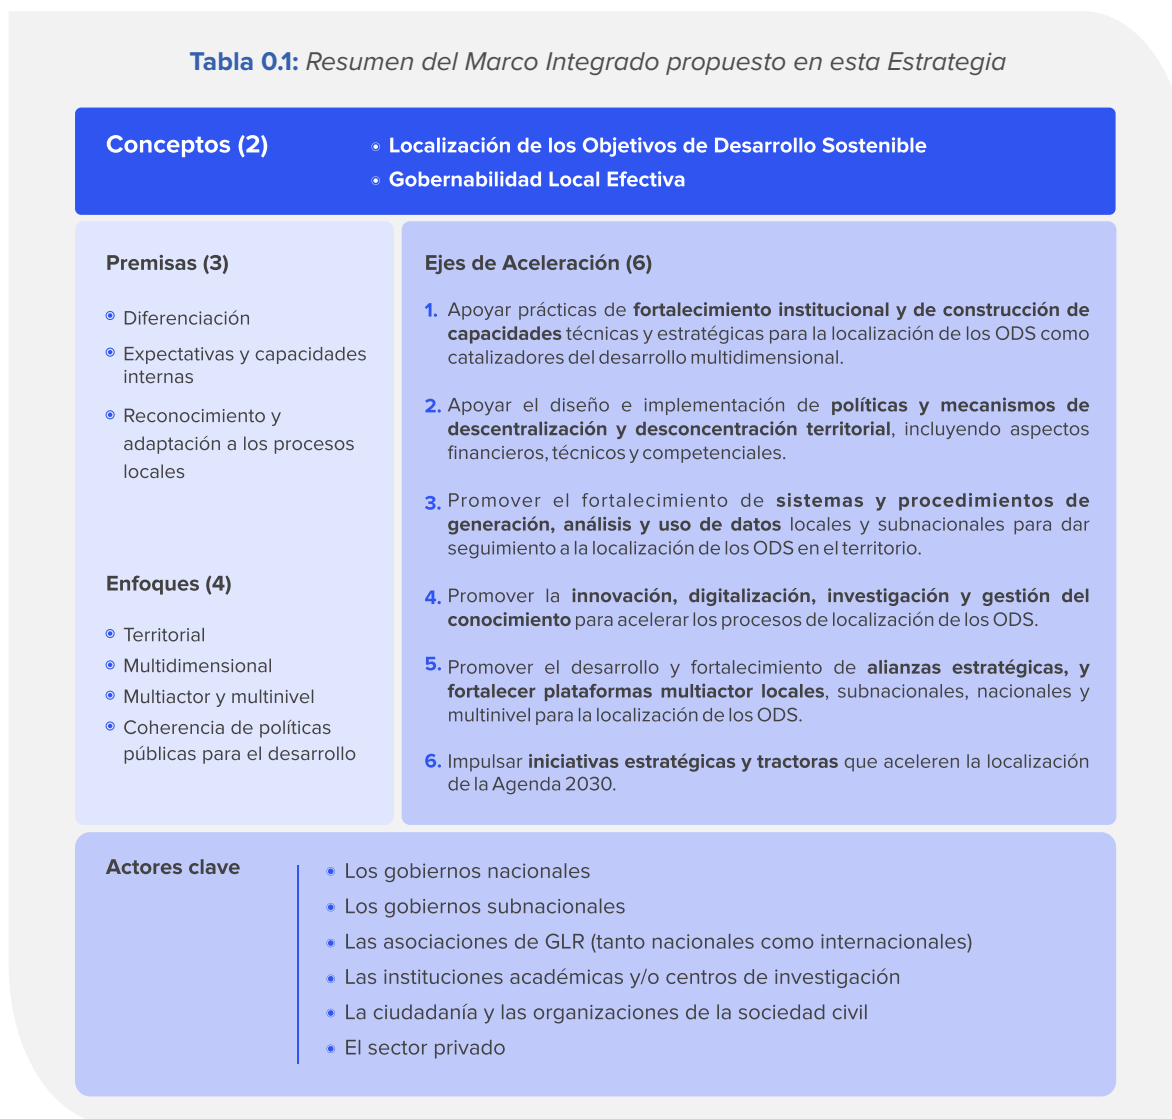 Tabla 0.1: Resumen del Marco Integrado propuesto en esta Estrategia
Conceptos (2)
Localización de los Objetivos de Desarrollo Sostenible
Gobernabilidad Local Efectiva
Premisas (3)
Diferenciación
Expectativas y capacidades
internas
Reconocimiento y
adaptación a los procesos
locales
Enfoques (4)
Territorial
Multidimensional
Multiactor y multinivel
Coherencia de políticas
públicas para el desarrollo
Ejes de Aceleración (6)
1. Apoyar prácticas de fortalecimiento institucional y de construcción de
capacidades técnicas y estratégicas para la localización de los ODS como
catalizadores del desarrollo multidimensional.
2. Apoyar el diseño e implementación de políticas y mecanismos de
descentralización y desconcentración territorial, incluyendo aspectos
financieros, técnicos y competenciales.
3. Promover el fortalecimiento de sistemas y procedimientos de
generación, análisis y uso de datos locales y subnacionales para dar
seguimiento a la localización de los ODS en el territorio.
4. Promover la innovación, digitalización, investigación y gestión del
conocimiento para acelerar los procesos de localización de los ODS.
5. Promover el desarrollo y fortalecimiento de alianzas estratégicas, y
fortalecer plataformas multiactor locales, subnacionales, nacionales y
multinivel para la localización de los ODS.
6. Impulsar iniciativas estratégicas y tractoras que aceleren la localización
de la Agenda 2030.
Actores clave
Los gobiernos nacionales
Los gobiernos subnacionales
Las asociaciones de GLR (tanto nacionales como internacionales)
Las instituciones académicas y/o centros de investigación
La ciudadanía y las organizaciones de la sociedad civil
El sector privado